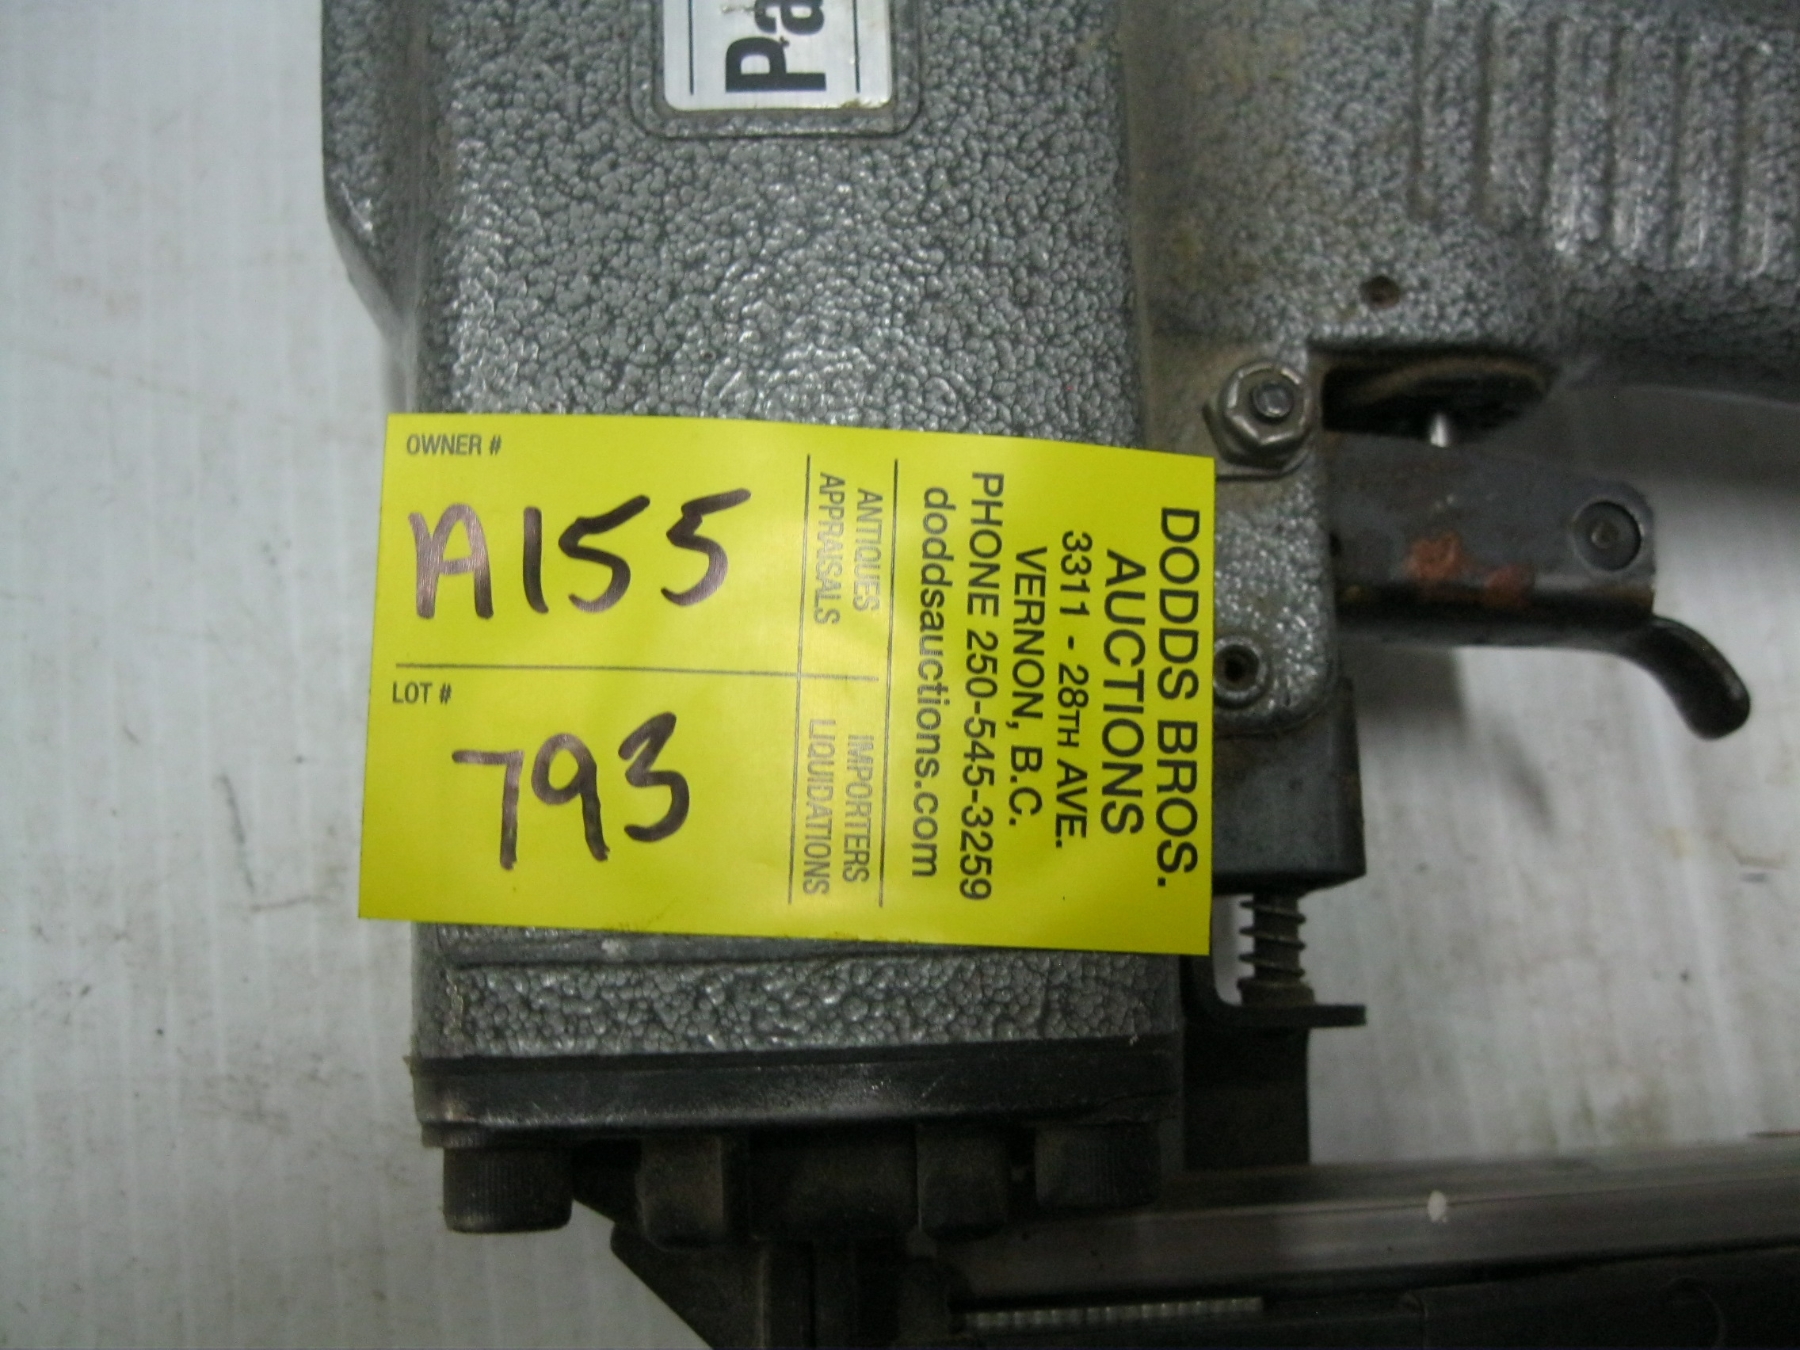 Pa
OWNER #
A155
LOT #
793
DODDS BROS.
AUCTIONS
3311 - 28TH AVE.
VERNON, B.C.
PHONE 250-545-3259
doddsauctions.com
ANTIQUES
APPRAISALS
IMPORTERS
LIQUIDATIONS